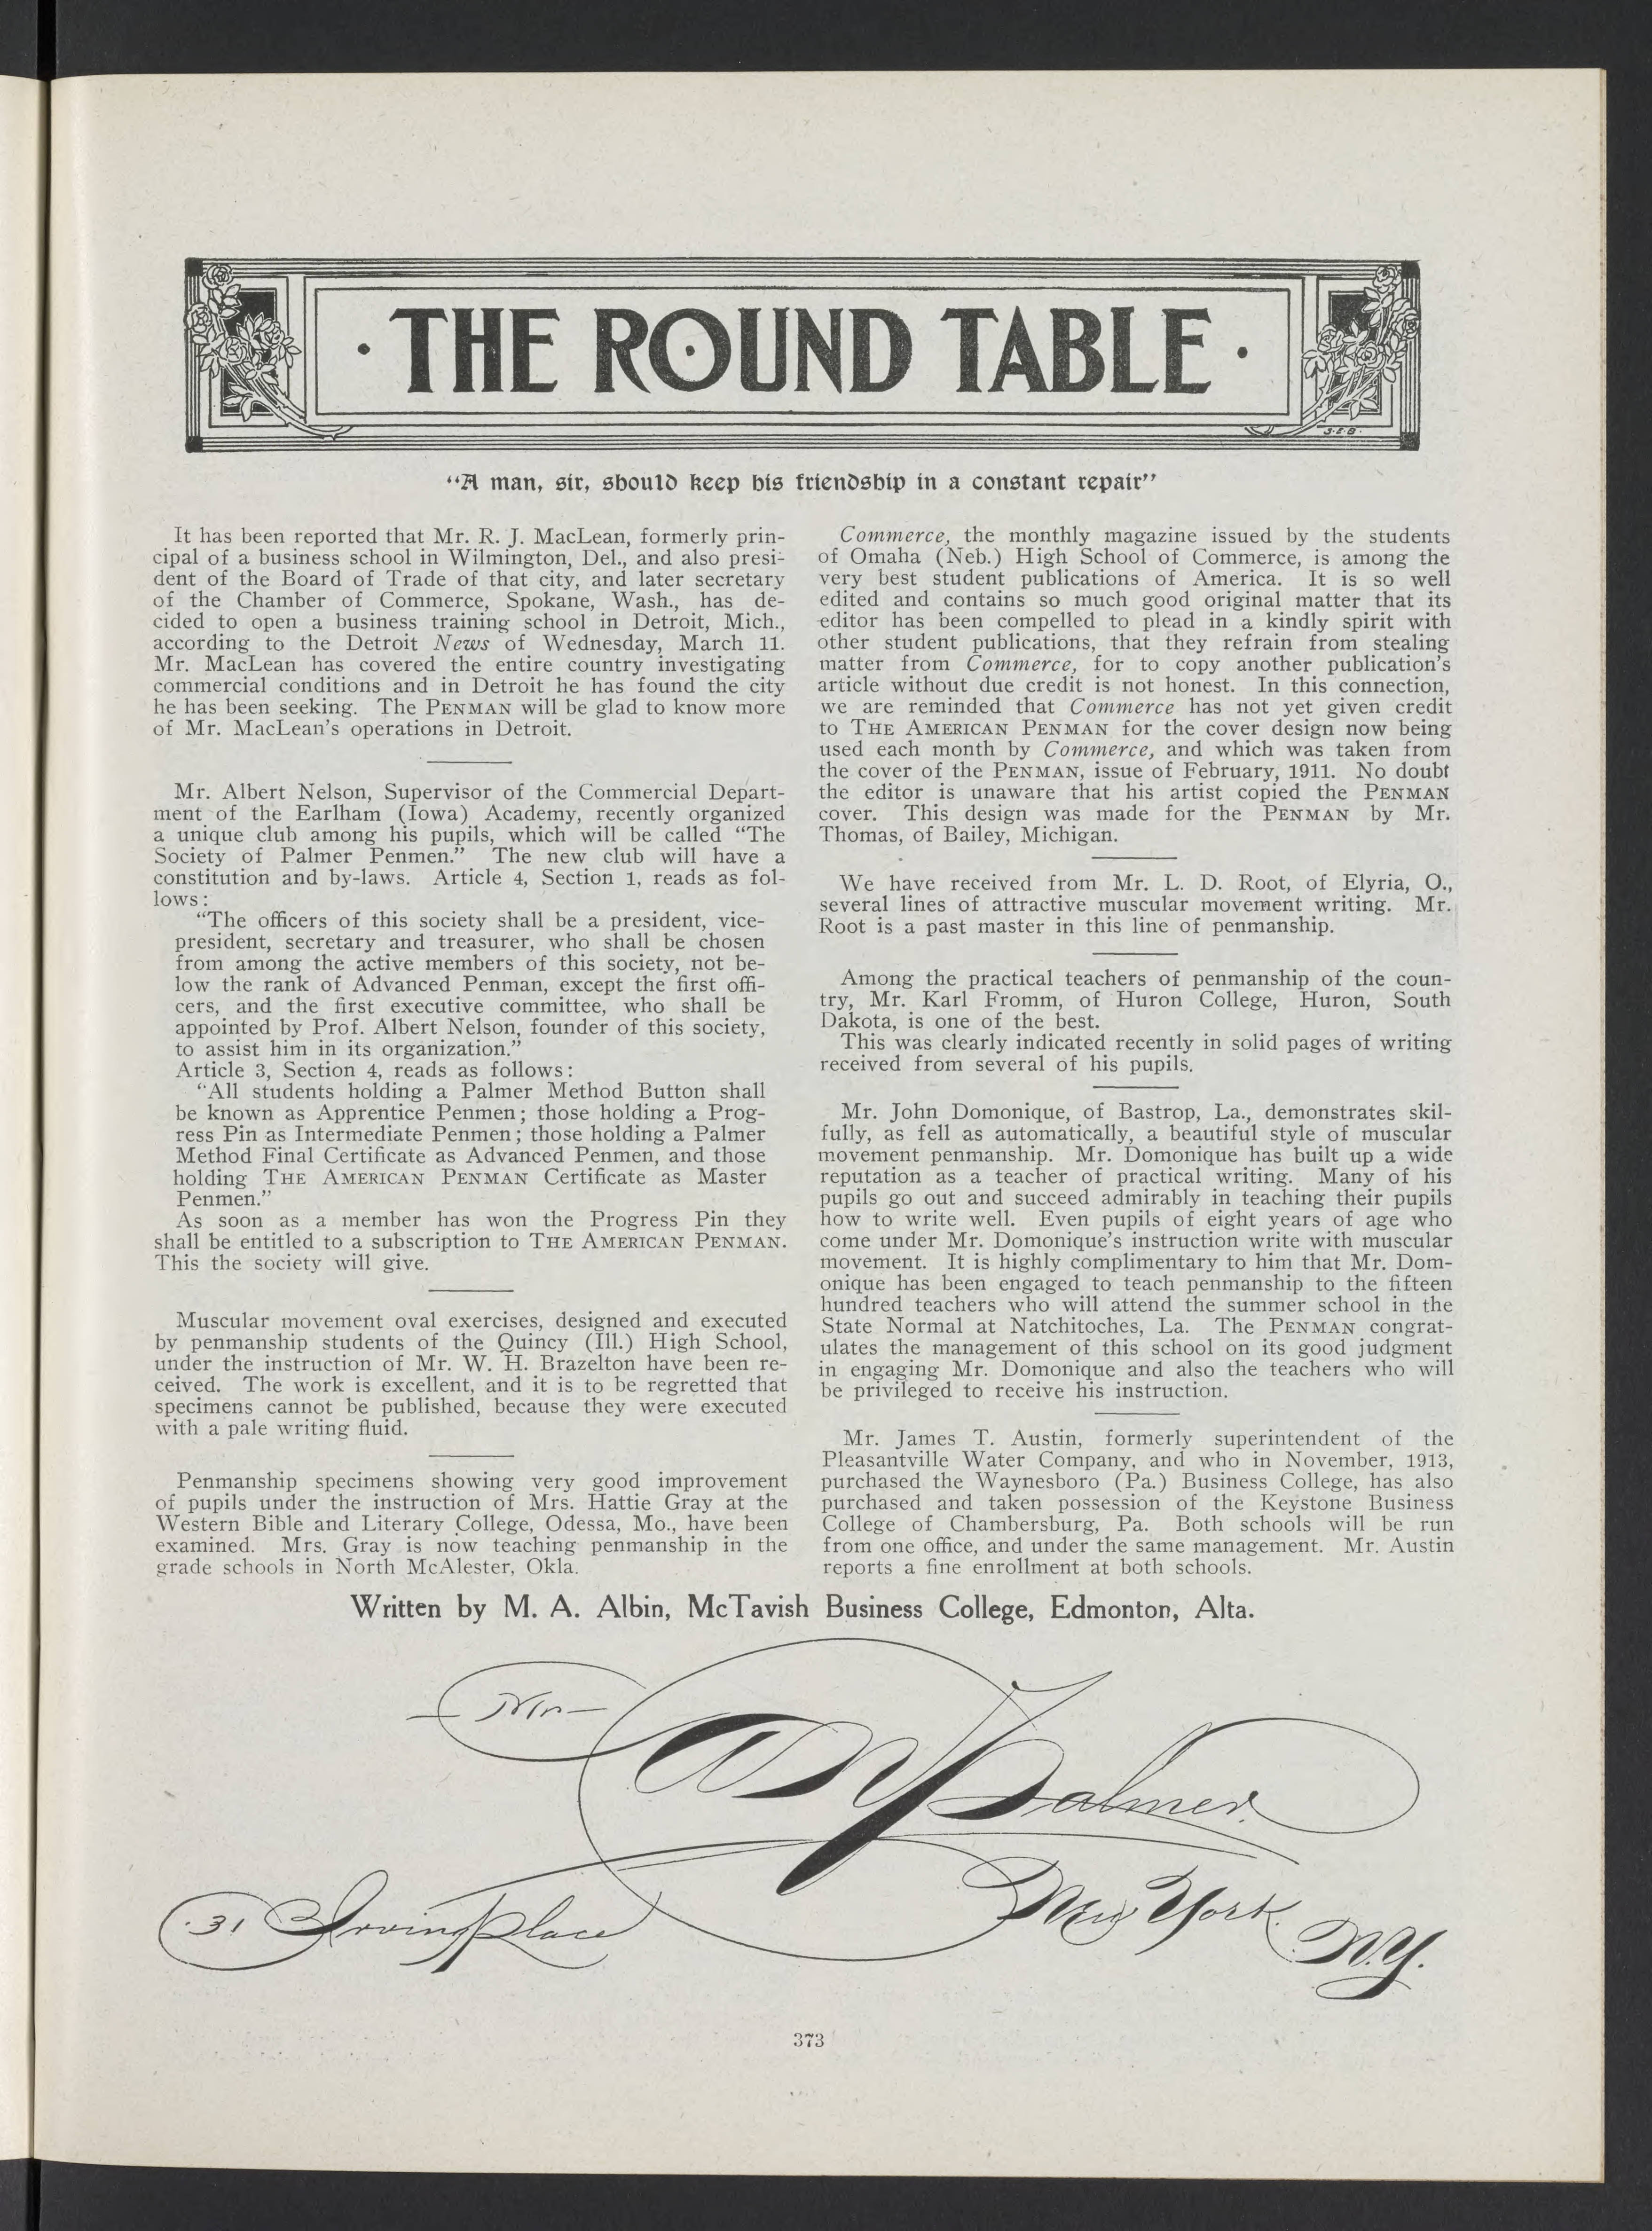 · THE ROUND TABLE ·
S·E·B·
"A man, sir, should keep his friendship in a constant repair"
It has been reported that Mr. R. J. MacLean, formerly prin-
cipal of a business school in Wilmington, Del., and also presi-
dent of the Board of Trade of that city, and later secretary
of the Chamber of Commerce, Spokane, Wash., has de-
cided to open a business training school in Detroit, Mich.,
according to the Detroit News of Wednesday, March 11.
Mr. MacLean has covered the entire country investigating
commercial conditions and in Detroit he has found the city
he has been seeking. The PENMAN will be glad to know more
of Mr. MacLean's operations in Detroit.
Mr. Albert Nelson, Supervisor of the Commercial Depart-
ment of the Earlham (Iowa) Academy, recently organized
a unique club among his pupils, which will be called "The
Society of Palmer Penmen." The new club will have a
constitution and by-laws. Article 4, Section 1, reads as fol-
lows:
"The officers of this society shall be a president, vice-
president, secretary and treasurer, who shall be chosen
from among the active members of this society, not be-
low the rank of Advanced Penman, except the first offi-
cers, and the first executive committee, who shall be
appointed by Prof. Albert Nelson, founder of this society,
to assist him in its organization."
Article 3, Section 4, reads as follows:
"All students holding a Palmer Method Button shall
be known as Apprentice Penmen; those holding a Prog-
ress Pin as Intermediate Penmen; those holding a Palmer
Method Final Certificate as Advanced Penmen, and those
holding THE AMERICAN PENMAN Certificate as Master
Penmen."
As soon as a member has won the Progress Pin they
shall be entitled to a subscription to THE AMERICAN PENMAN.
This the society will give.
Muscular movement oval exercises, designed and executed
by penmanship students of the Quincy (Ill.) High School,
under the instruction of Mr. W. H. Brazelton have been re-
ceived. The work is excellent, and it is to be regretted that
specimens cannot be published, because they were executed
with a pale writing fluid.
Penmanship specimens showing very good improvement
of pupils under the instruction of Mrs. Hattie Gray at the
Western Bible and Literary College, Odessa, Mo., have been
examined. Mrs. Gray is now teaching penmanship in the
grade schools in North McAlester, Okla.
Commerce, the monthly magazine issued by the students
of Omaha (Neb.) High School of Commerce, is among the
very best student publications of America. It is so well
edited and contains so much good original matter that its
editor has been compelled to plead in a kindly spirit with
other student publications, that they refrain from stealing
matter from Commerce, for to copy another publication's
article without due credit is not honest. In this connection,
we are reminded that Commerce has not yet given credit
to THE AMERICAN PENMAN for the cover design now being
used each month by Commerce, and which was taken from
the cover of the PENMAN, issue of February, 1911. No doubt
the editor is unaware that his artist copied the PENMAN
cover. This design was made for the PENMAN by Mr.
Thomas, of Bailey, Michigan.
We have received from Mr. L. D. Root, of Elyria, O.,
several lines of attractive muscular movement writing. Mr.
Root is a past master in this line of penmanship.
Among the practical teachers of penmanship of the coun-
try, Mr. Karl Fromm, of Huron College, Huron, South
Dakota, is one of the best.
This was clearly indicated recently in solid pages of writing
received from several of his pupils.
Mr. John Domonique, of Bastrop, La., demonstrates skil-
fully, as fell as automatically, a beautiful style of muscular
movement penmanship. Mr. Domonique has built up a wide
reputation as a teacher of practical writing. Many of his
pupils go out and succeed admirably in teaching their pupils
how to write well. Even pupils of eight years of age who
come under Mr. Domonique's instruction write with muscular
movement. It is highly complimentary to him that Mr. Dom-
onique has been engaged to teach penmanship to the fifteen
hundred teachers who will attend the summer school in the
State Normal at Natchitoches, La. The PENMAN congrat-
ulates the management of this school on its good judgment
in engaging Mr. Domonique and also the teachers who will
be privileged to receive his instruction.
Mr. James T. Austin, formerly superintendent of the
Pleasantville Water Company, and who in November, 1913,
purchased the Waynesboro (Pa.) Business College, has also
purchased and taken possession of the Keystone Business
College of Chambersburg, Pa. Both schools will be run
from one office, and under the same management. Mr. Austin
reports a fine enrollment at both schools.
Written by M. A. Albin, McTavish Business College, Edmonton, Alta.
Mr
A N Palmer.
31 Irving Place
New York.
N.Y.
373